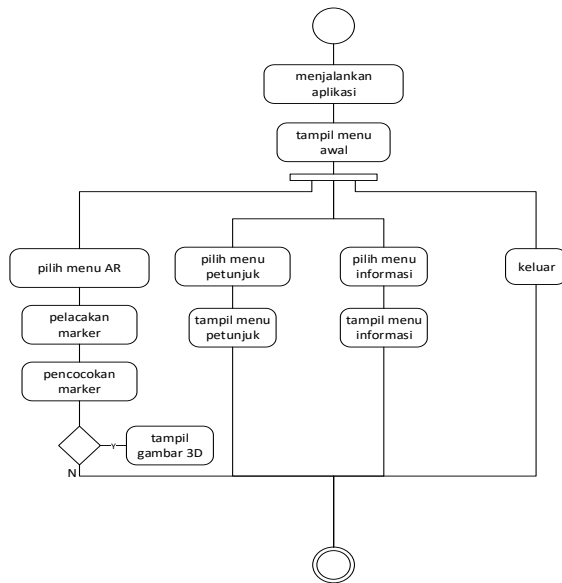 menjalankan
aplikasi
tampil menu
awal
pilih menu AR
pilih menu
petunjuk
pilih menu
informasi
keluar
pelacakan
marker
tampil menu
petunjuk
tampil menu
informasi
pencocokan
marker
Y
tampil
gambar 3D
N